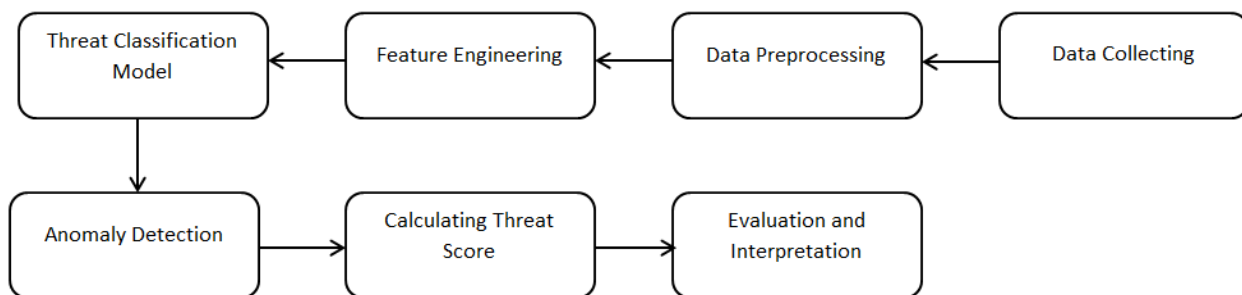 Threat Classification
Model
Feature Engineering
Data Preprocessing
Data Collecting
Anomaly Detection
Calculating Threat
Score
Evaluation and
Interpretation